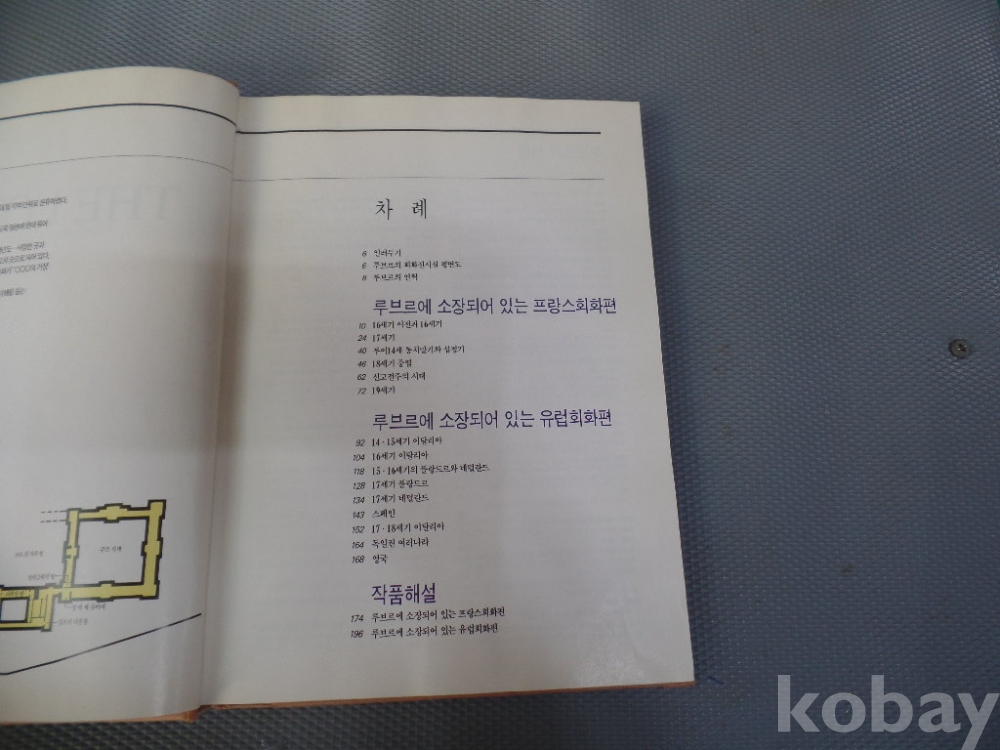 THE
차 례
6 일러두기
6 루브르의 회화전시실 평면도
8 루브르의 연혁
루브르에 소장되어 있는 프랑스회화편
10 16세기 이전과 16세기
24 17세기
40 루이14세 통치말기와 섭정기
46 18세기 중엽
62 신고전주의 시대
72 19세기
루브르에 소장되어 있는 유럽회화편
92 14·15세기 이탈리아
104 16세기 이탈리아
118 15·16세기의 플랑드르와 네덜란드
128 17세기 플랑드르
134 17세기 네덜란드
143 스페인
152 17·18세기 이탈리아
164 독일권 여러나라
168 영국
작품해설
174 루브르에 소장되어 있는 프랑스회화편
196 루브르에 소장되어 있는 유럽회화편
kobay